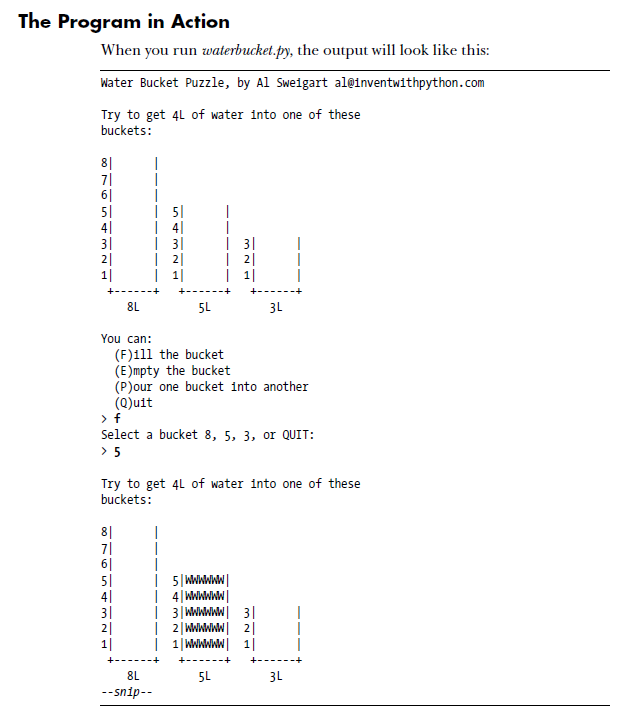 The Program in Action
When you run waterbucket.py, the output will look like this:
Water Bucket Puzzle, by Al Sweigart al@inventwithpython.com
Try to get 4L of water into one of these
buckets:
8|      |
7|      |
6|      |
5|      |  5|      |
4|      |  4|      |
3|      |  3|      |  3|      |
2|      |  2|      |  2|      |
1|      |  1|      |  1|      |
 +------+   +------+   +------+
    8L         5L         3L
You can:
  (F)ill the bucket
  (E)mpty the bucket
  (P)our one bucket into another
  (Q)uit
> f
Select a bucket 8, 5, 3, or QUIT:
> 5
Try to get 4L of water into one of these
buckets:
8|      |
7|      |
6|      |
5|      |  5|WWWWWW|
4|      |  4|WWWWWW|
3|      |  3|WWWWWW|  3|      |
2|      |  2|WWWWWW|  2|      |
1|      |  1|WWWWWW|  1|      |
 +------+   +------+   +------+
    8L         5L         3L
--snip--